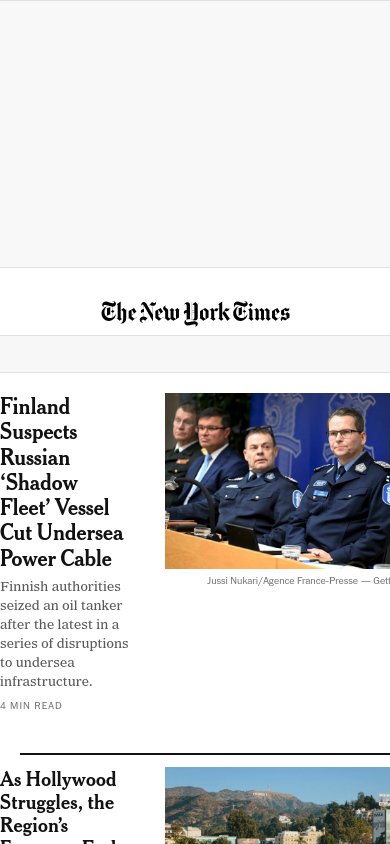 The New York Times
Finland
Suspects
Russian
‘Shadow
Fleet’ Vessel
Cut Undersea
Power Cable
Finnish authorities
seized an oil tanker
after the latest in a
series of disruptions
to undersea
infrastructure.
4 MIN READ
Jussi Nukari/Agence France-Presse — Gett
As Hollywood
Struggles, the
Region’s